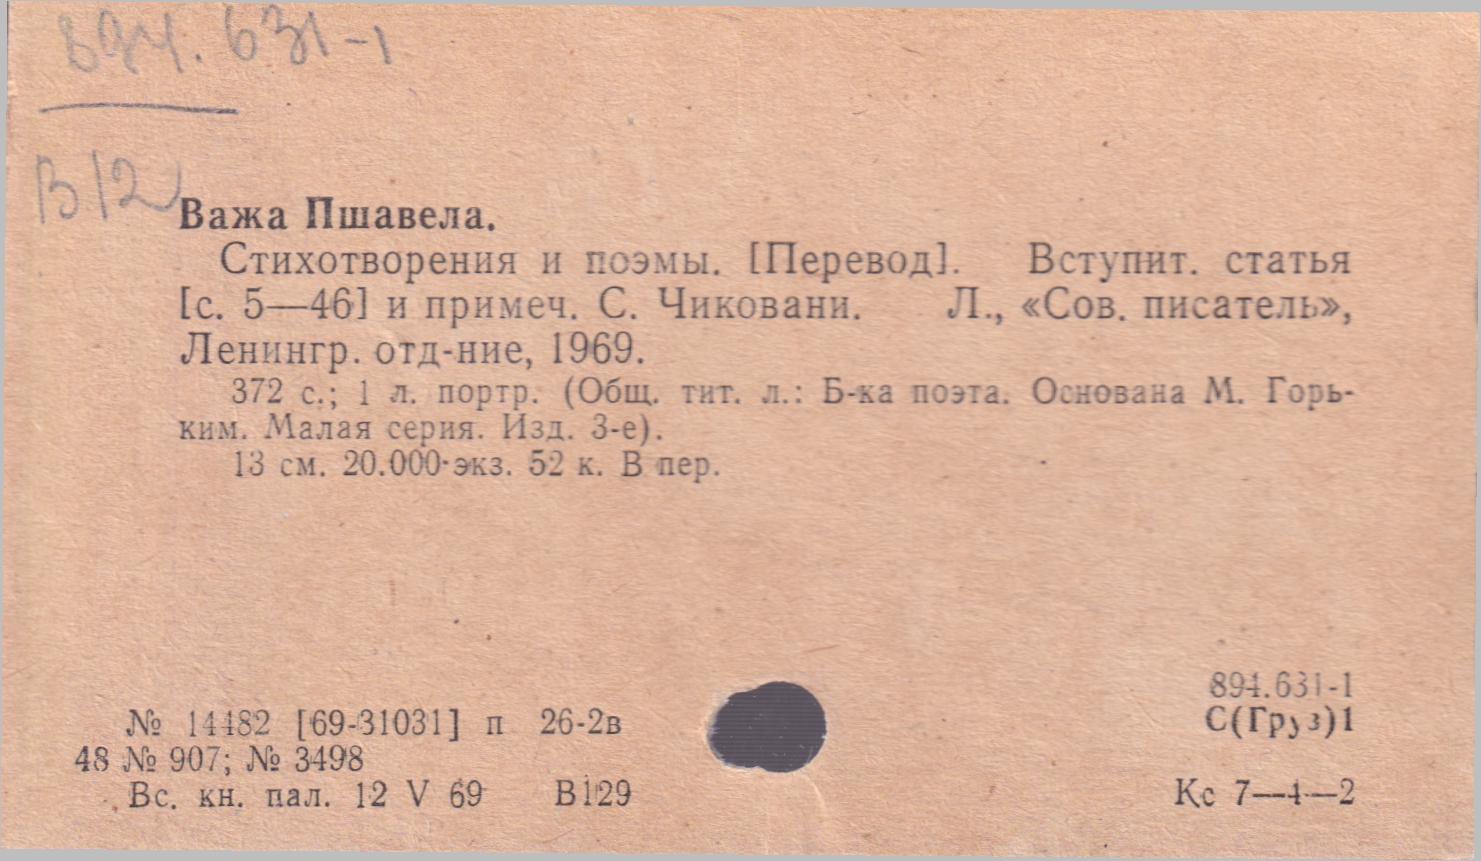 894.631-1
В12
Важа Пшавела.
Стихотворения и поэмы. [Перевод]. Вступит. статья
[с. 5—46] и примеч. С. Чиковани. Л., «Сов. писатель»,
Ленингр. отд-ние, 1969.
372 с.; 1 л. портр. (Общ. тит. л.: Б-ка поэта. Основана М. Горь-
ким. Малая серия. Изд. 3-е).
13 см. 20.000 экз. 52 к. В пер.
894.631-1
№ 14482 [69-31031] п 26-2в С(Груз)1
48 № 907; № 3498
Вс. кн. пал. 12 V 69 В129 Кс 7—4—2